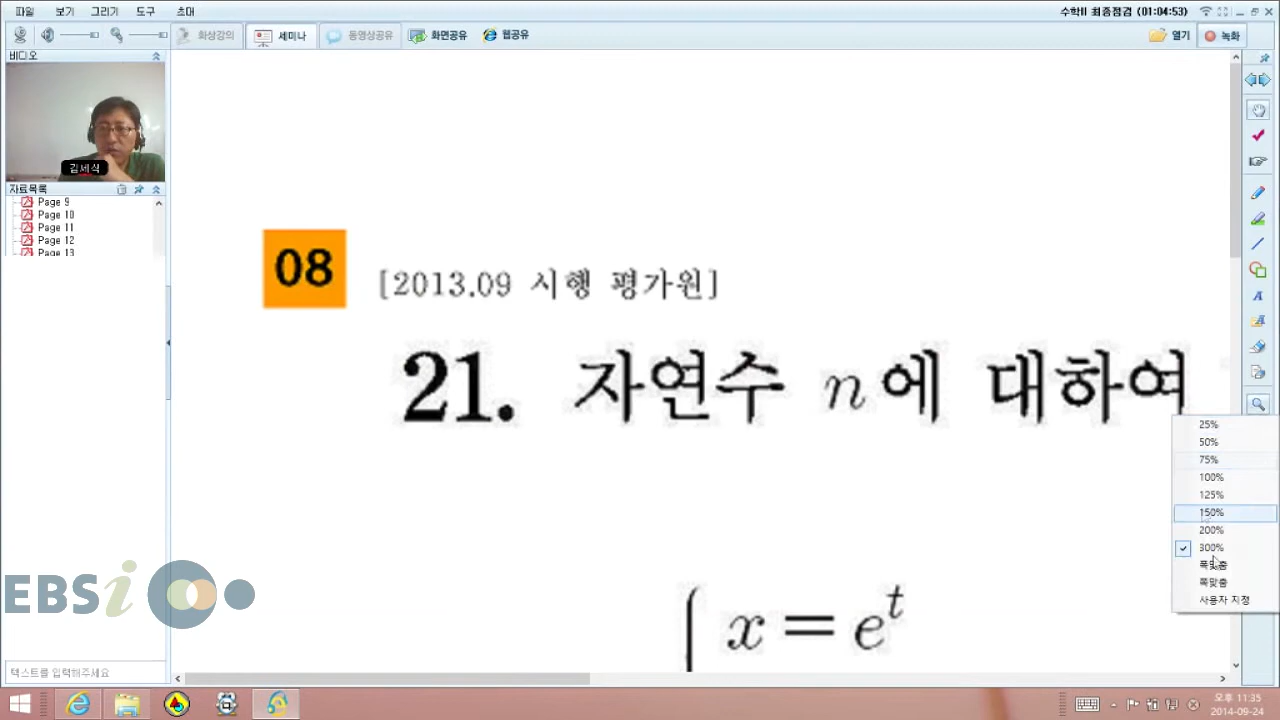 파일 보기 그리기 도구 초대
수학II 최종점검 (01:04:53)
화상강의 세미나 동영상공유 화면공유 웹공유
열기 녹화
비디오
김세식
자료목록
Page 9
Page 10
Page 11
Page 12
Page 13
08 [2013.09 시행 평가원]
21. 자연수 n에 대하여
x = e^t
25%
50%
75%
100%
125%
150%
200%
300%
폭맞춤
쪽맞춤
사용자 지정
EBSi
텍스트를 입력해주세요
오후 11:35
2014-09-24